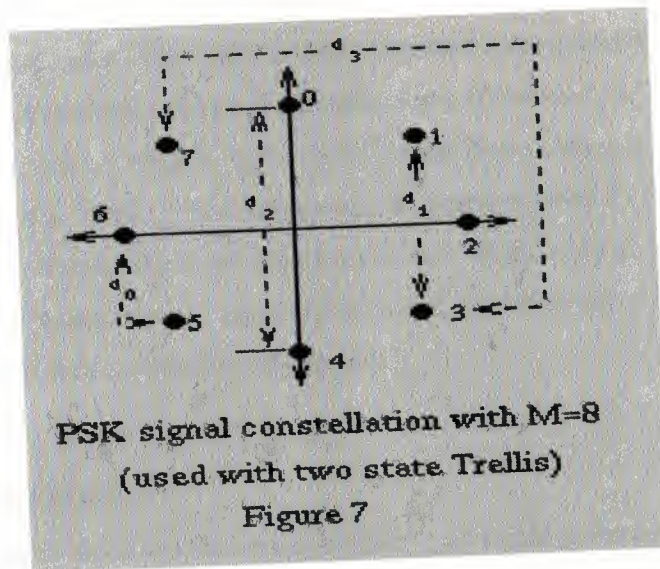 d3
0
7
1
6
d2
d1
2
d0
5
3
4
PSK signal constellation with M=8
(used with two state Trellis)
Figure 7